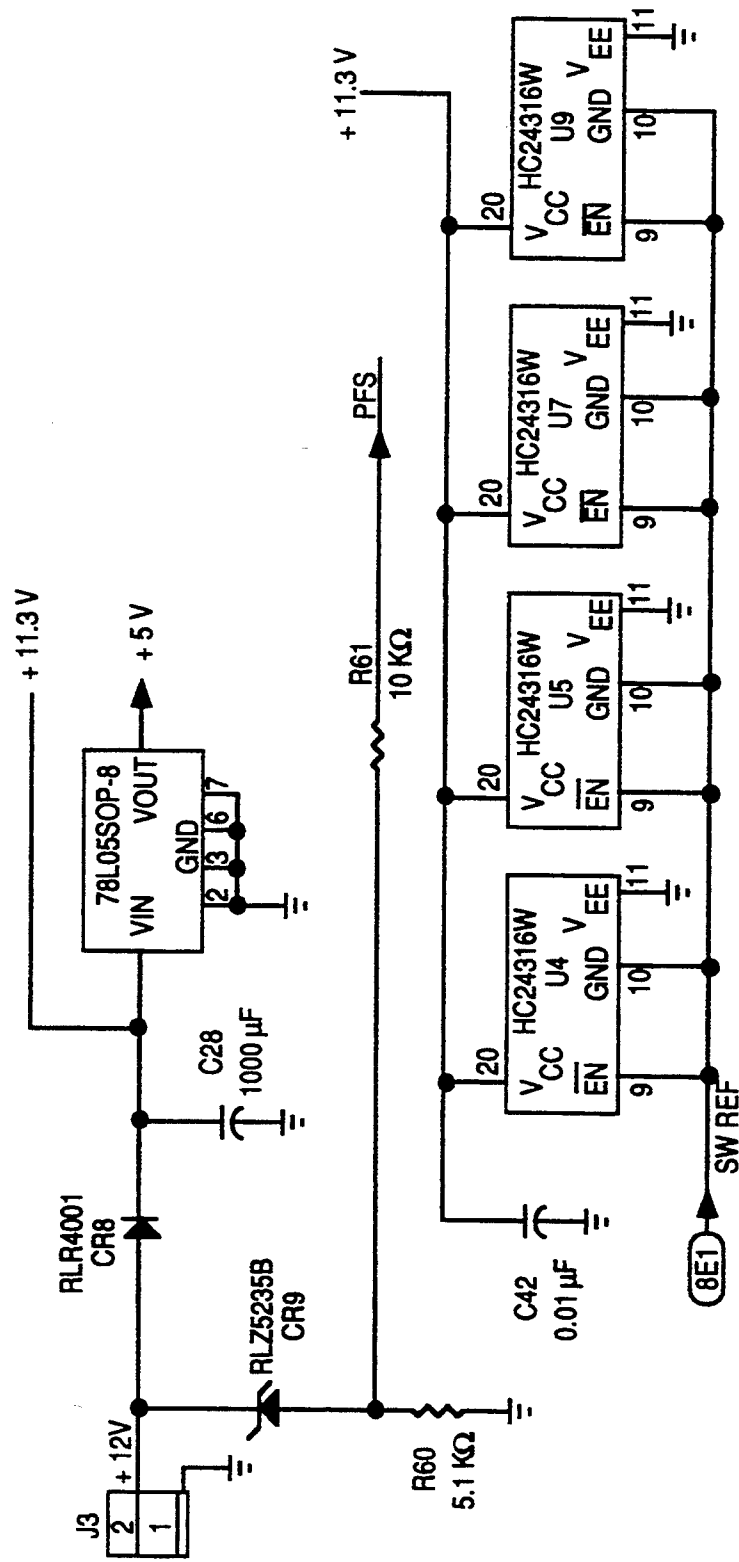 J3
2
1
+ 12V
RLR4001
CR8
C28
1000 µF
+ 11.3 V
78L05SOP-8
VIN
VOUT
GND
2
3
6
7
+ 5 V
RLZ5235B
CR9
R60
5.1 KΩ
R61
10 KΩ
PFS
+ 11.3 V
C42
0.01 µF
8E1
SW REF
20
HC24316W
U4
VCC
VEE
EN
GND
9
10
11
20
HC24316W
U5
VCC
VEE
EN
GND
9
10
11
20
HC24316W
U7
VCC
VEE
EN
GND
9
10
11
20
HC24316W
U9
VCC
VEE
EN
GND
9
10
11